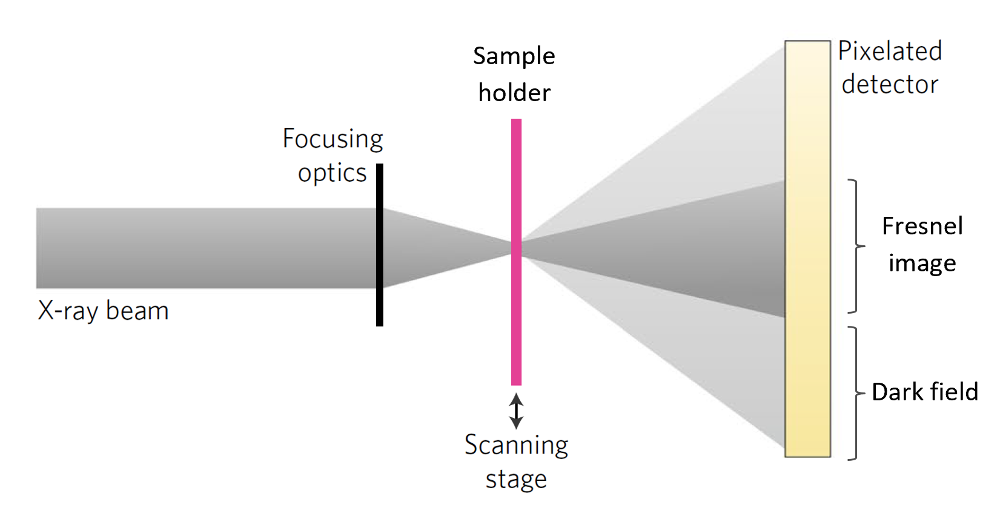 Sample
holder
Pixelated
detector
Focusing
optics
Fresnel
image
X-ray beam
Dark field
Scanning
stage